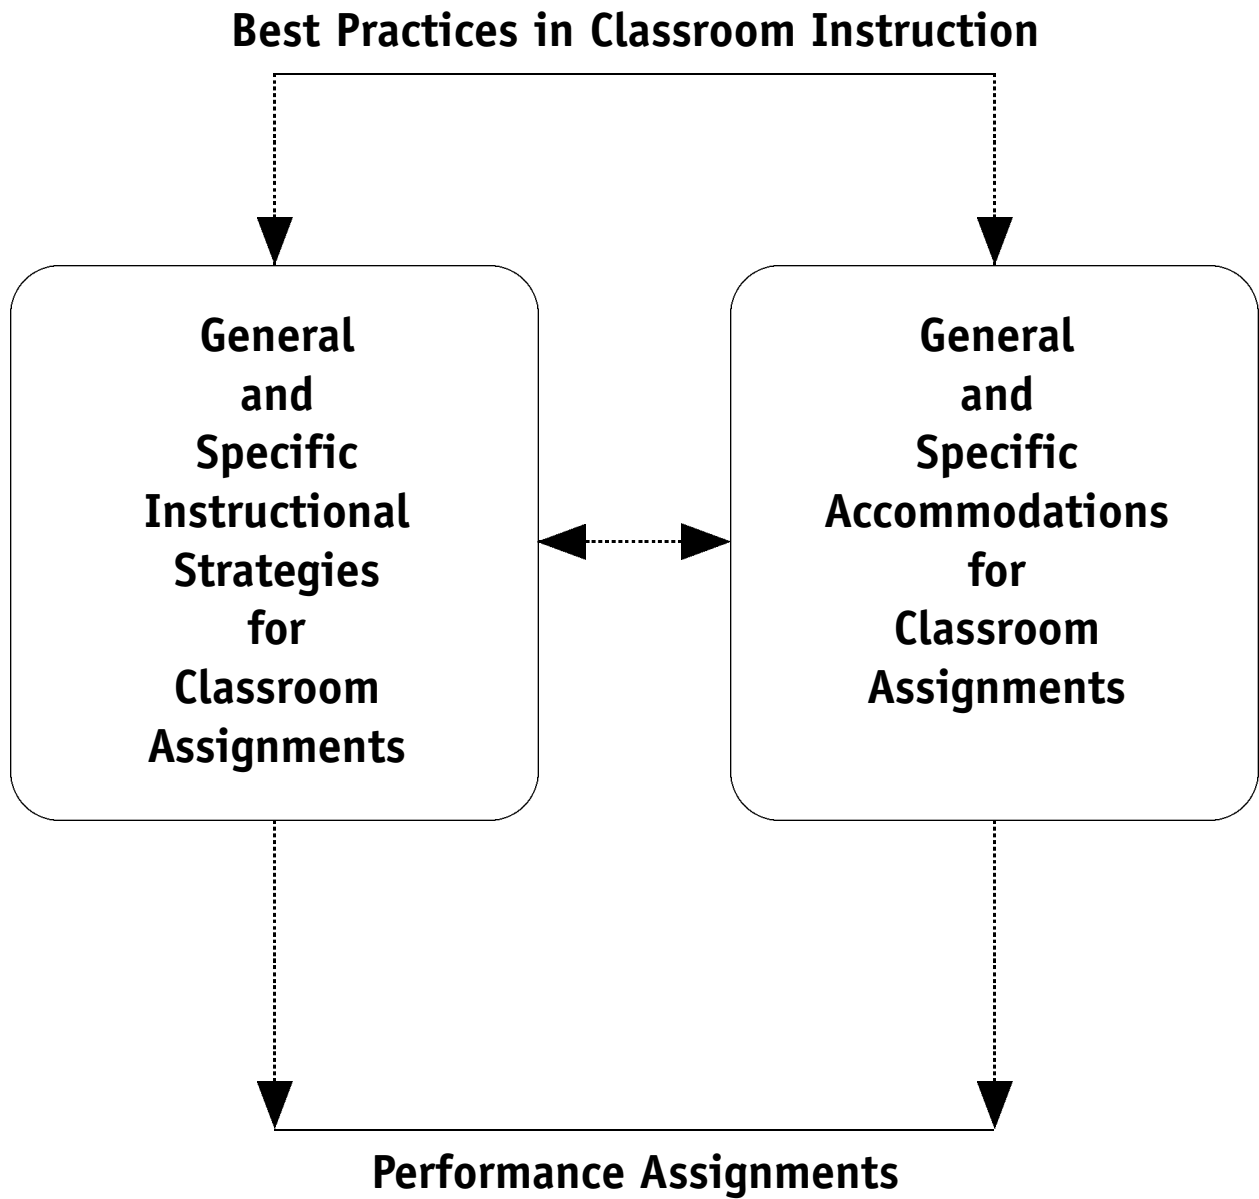 Best Practices in Classroom Instruction
General
and
Specific
Instructional
Strategies
for
Classroom
Assignments
General
and
Specific
Accommodations
for
Classroom
Assignments
Performance Assignments